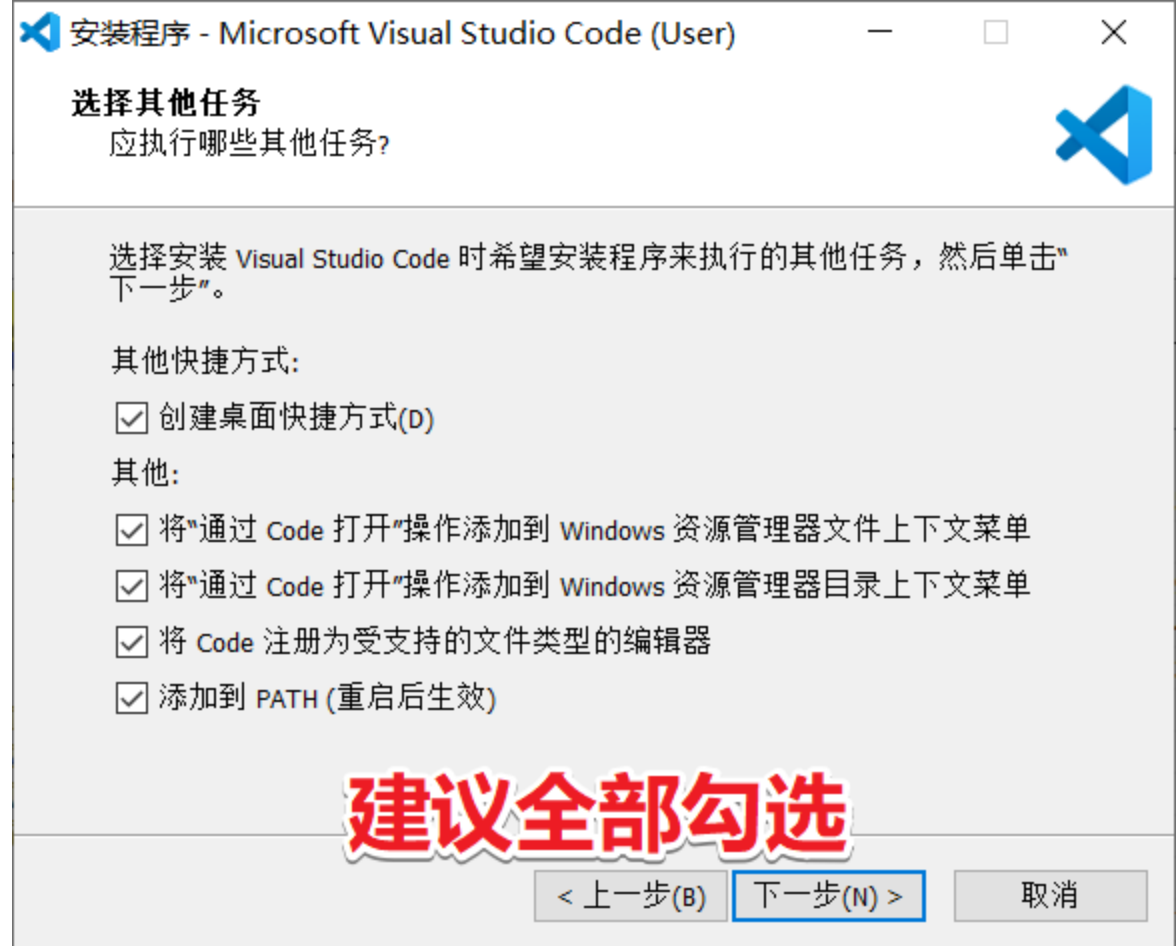 安装程序 - Microsoft Visual Studio Code (User)
选择其他任务
应执行哪些其他任务?
选择安装 Visual Studio Code 时希望安装程序来执行的其他任务，然后单击“
下一步”。
其他快捷方式:
创建桌面快捷方式(D)
其他:
将“通过 Code 打开”操作添加到 Windows 资源管理器文件上下文菜单
将“通过 Code 打开”操作添加到 Windows 资源管理器目录上下文菜单
将 Code 注册为受支持的文件类型的编辑器
添加到 PATH (重启后生效)
建议全部勾选
< 上一步(B) 下一步(N) > 取消